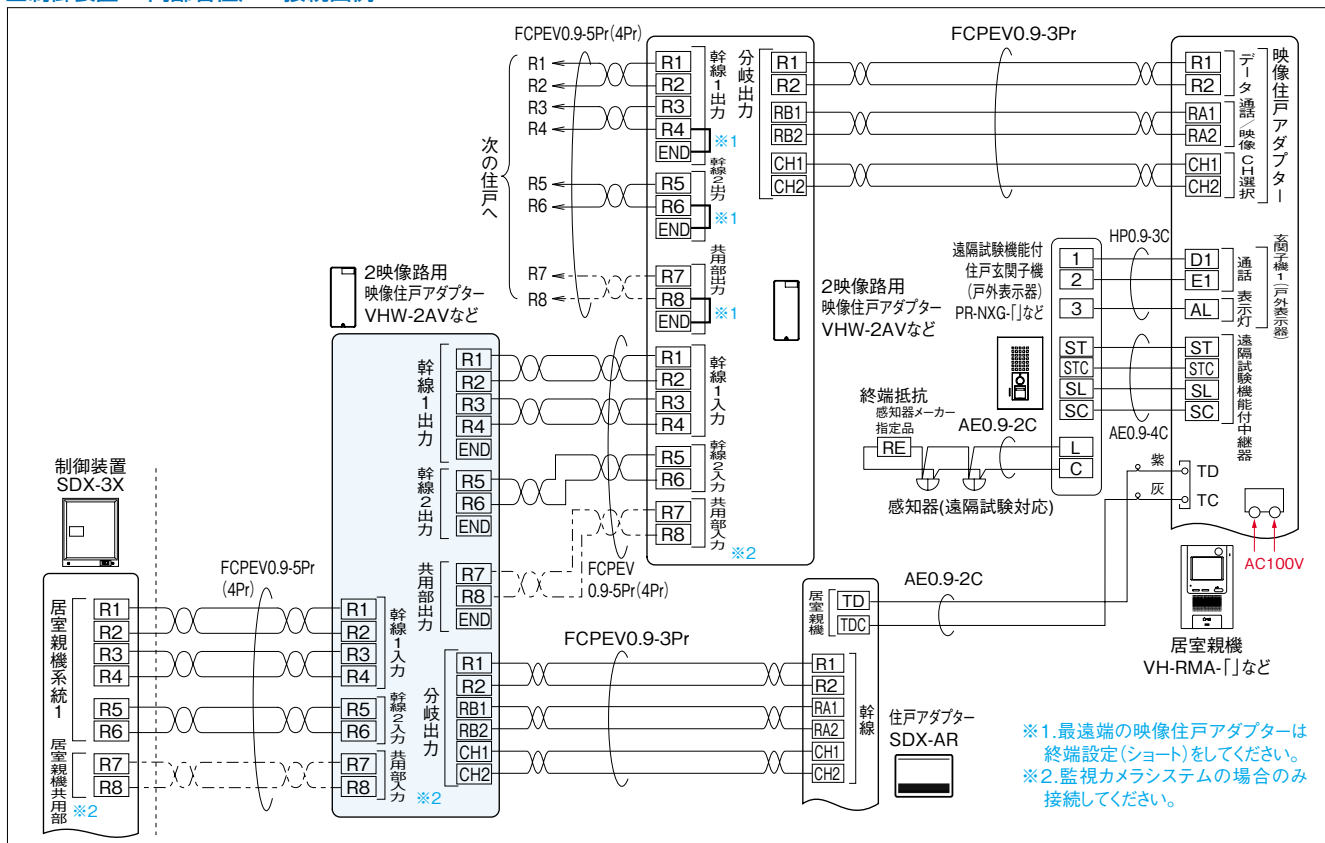 FCPEV0.9-5Pr(4Pr)
R1
R2
R3
R4
次の住戸へ
R5
R6
R7
R8
R1
R2
R3
R4
END
幹線1出力
※1
R5
R6
END
幹線2出力
※1
R7
R8
END
共用部出力
※1
R1
R2
R3
R4
幹線1入力
R5
R6
幹線2入力
R7
R8
共用部入力
※2
分岐出力
R1
R2
RB1
RB2
CH1
CH2
2映像路用
映像住戸アダプター
VHW-2AVなど
FCPEV0.9-3Pr
R1
R2
データ
RA1
RA2
通話/映像
CH1
CH2
CH選択
映像住戸アダプター
HP0.9-3C
D1
E1
通話
AL
表示灯
玄関子機1(戸外表示器)
ST
STC
SL
SC
遠隔試験機能付中継器
紫
TD
灰
TC
AC100V
居室親機
VH-RMA-「」など
遠隔試験機能付
住戸玄関子機
(戸外表示器)
PR-NXG-「」など
1
2
3
ST
STC
SL
SC
L
C
AE0.9-4C
終端抵抗
感知器メーカー
指定品
RE
AE0.9-2C
感知器(遠隔試験対応)
2映像路用
映像住戸アダプター
VHW-2AVなど
幹線1出力
R1
R2
R3
R4
END
幹線2出力
R5
R6
END
共用部出力
R7
R8
END
FCPEV
0.9-5Pr(4Pr)
分岐出力
R1
R2
RB1
RB2
CH1
CH2
R1
R2
R3
R4
幹線1入力
R5
R6
幹線2入力
R7
R8
共用部入力
※2
制御装置
SDX-3X
FCPEV0.9-5Pr
(4Pr)
居室親機系統1
R1
R2
R3
R4
R5
R6
居室親機共用部
R7
R8
※2
FCPEV0.9-3Pr
居室親機
TD
TDC
AE0.9-2C
R1
R2
RA1
RA2
CH1
CH2
幹線
住戸アダプター
SDX-AR
※1.最遠端の映像住戸アダプターは
終端設定(ショート)をしてください。
※2.監視カメラシステムの場合のみ
接続してください。